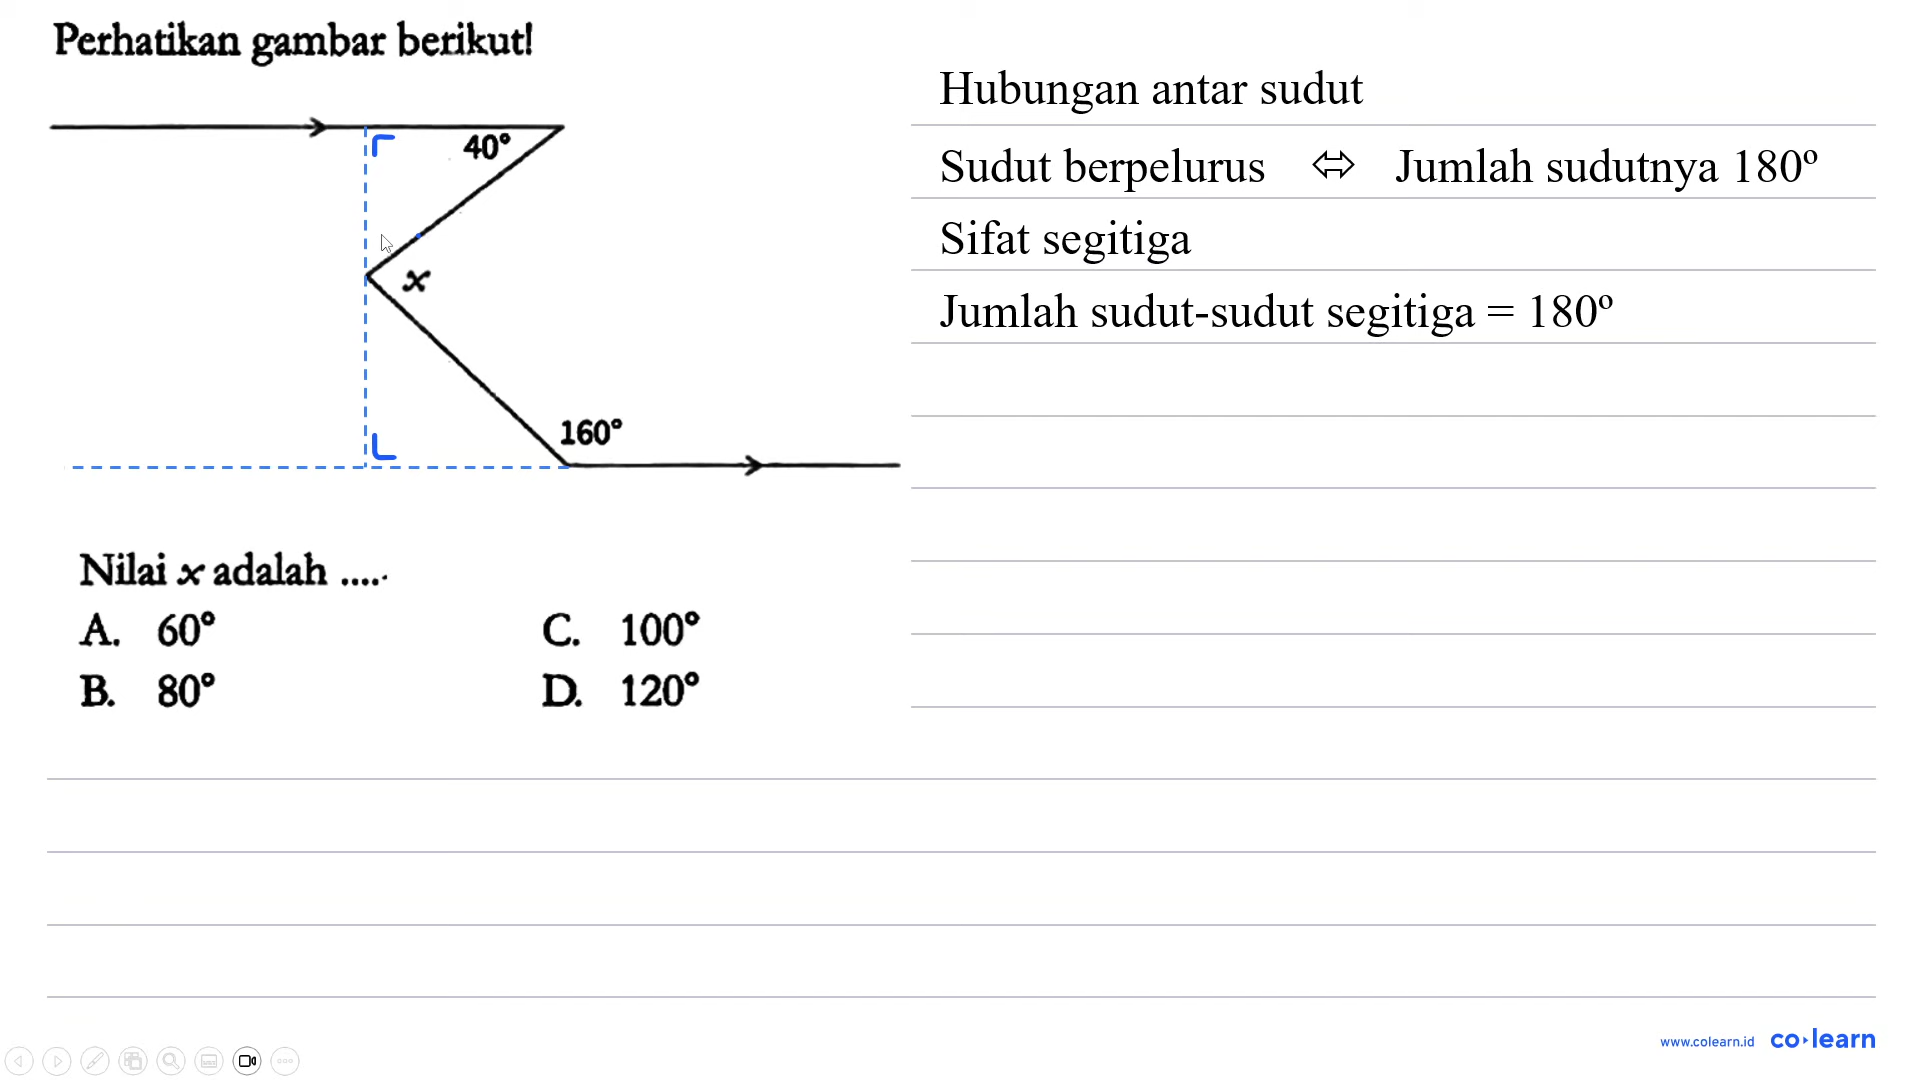 Perhatikan gambar berikut!
Hubungan antar sudut
Sudut berpelurus ⇔ Jumlah sudutnya 180°
Sifat segitiga
Jumlah sudut-sudut segitiga = 180°
40°
x
160°
Nilai x adalah .....
A. 60° C. 100°
B. 80° D. 120°
www.colearn.id co▸learn